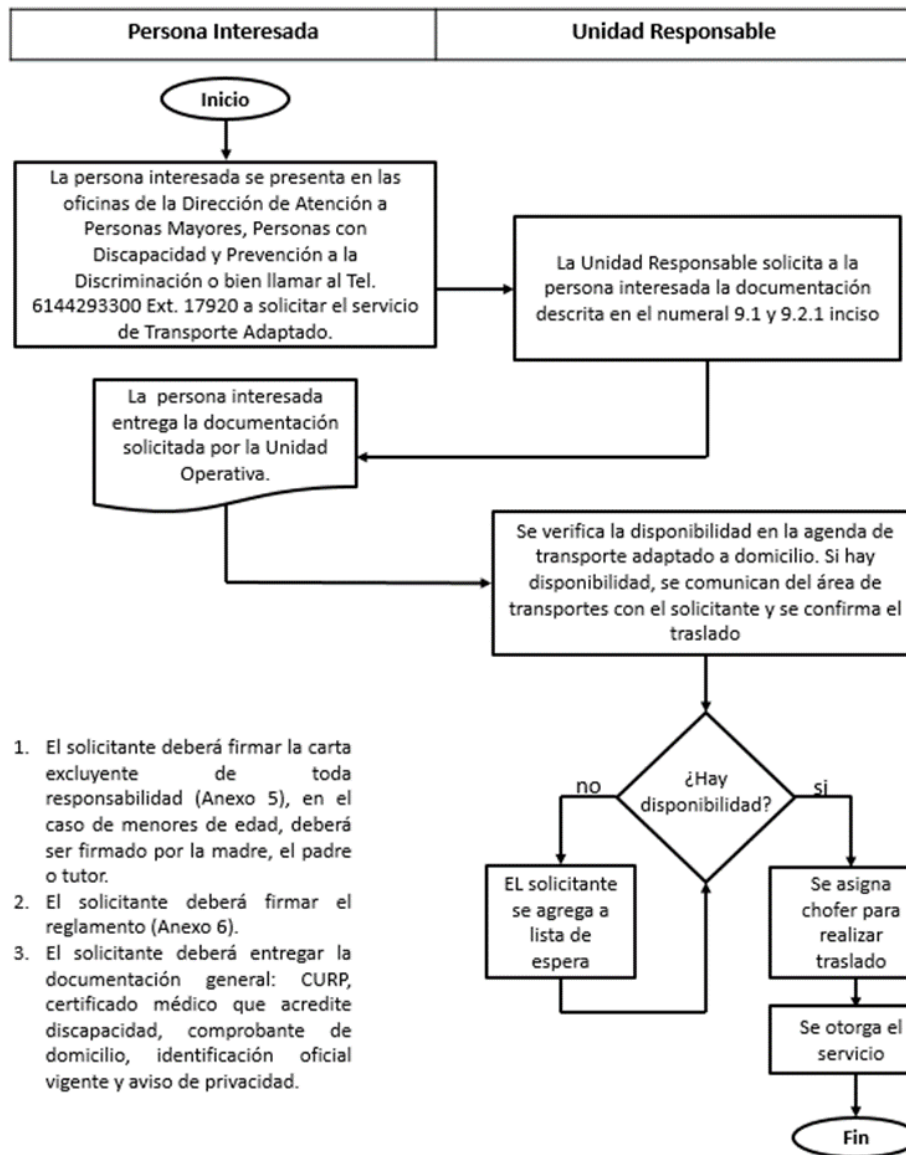 Persona Interesada
Unidad Responsable
Inicio
La persona interesada se presenta en las
oficinas de la Dirección de Atención a
Personas Mayores, Personas con
Discapacidad y Prevención a la
Discriminación o bien llamar al Tel.
6144293300 Ext. 17920 a solicitar el servicio
de Transporte Adaptado.
La Unidad Responsable solicita a la
persona interesada la documentación
descrita en el numeral 9.1 y 9.2.1 inciso
La persona interesada
entrega la documentación
solicitada por la Unidad
Operativa.
Se verifica la disponibilidad en la agenda de
transporte adaptado a domicilio. Si hay
disponibilidad, se comunican del área de
transportes con el solicitante y se confirma el
traslado
¿Hay
disponibilidad?
no
si
EL solicitante
se agrega a
lista de
espera
Se asigna
chofer para
realizar
traslado
Se otorga el
servicio
Fin
1. El solicitante deberá firmar la carta
excluyente de toda
responsabilidad (Anexo 5), en el
caso de menores de edad, deberá
ser firmado por la madre, el padre
o tutor.
2. El solicitante deberá firmar el
reglamento (Anexo 6).
3. El solicitante deberá entregar la
documentación general: CURP,
certificado médico que acredite
discapacidad, comprobante de
domicilio, identificación oficial
vigente y aviso de privacidad.